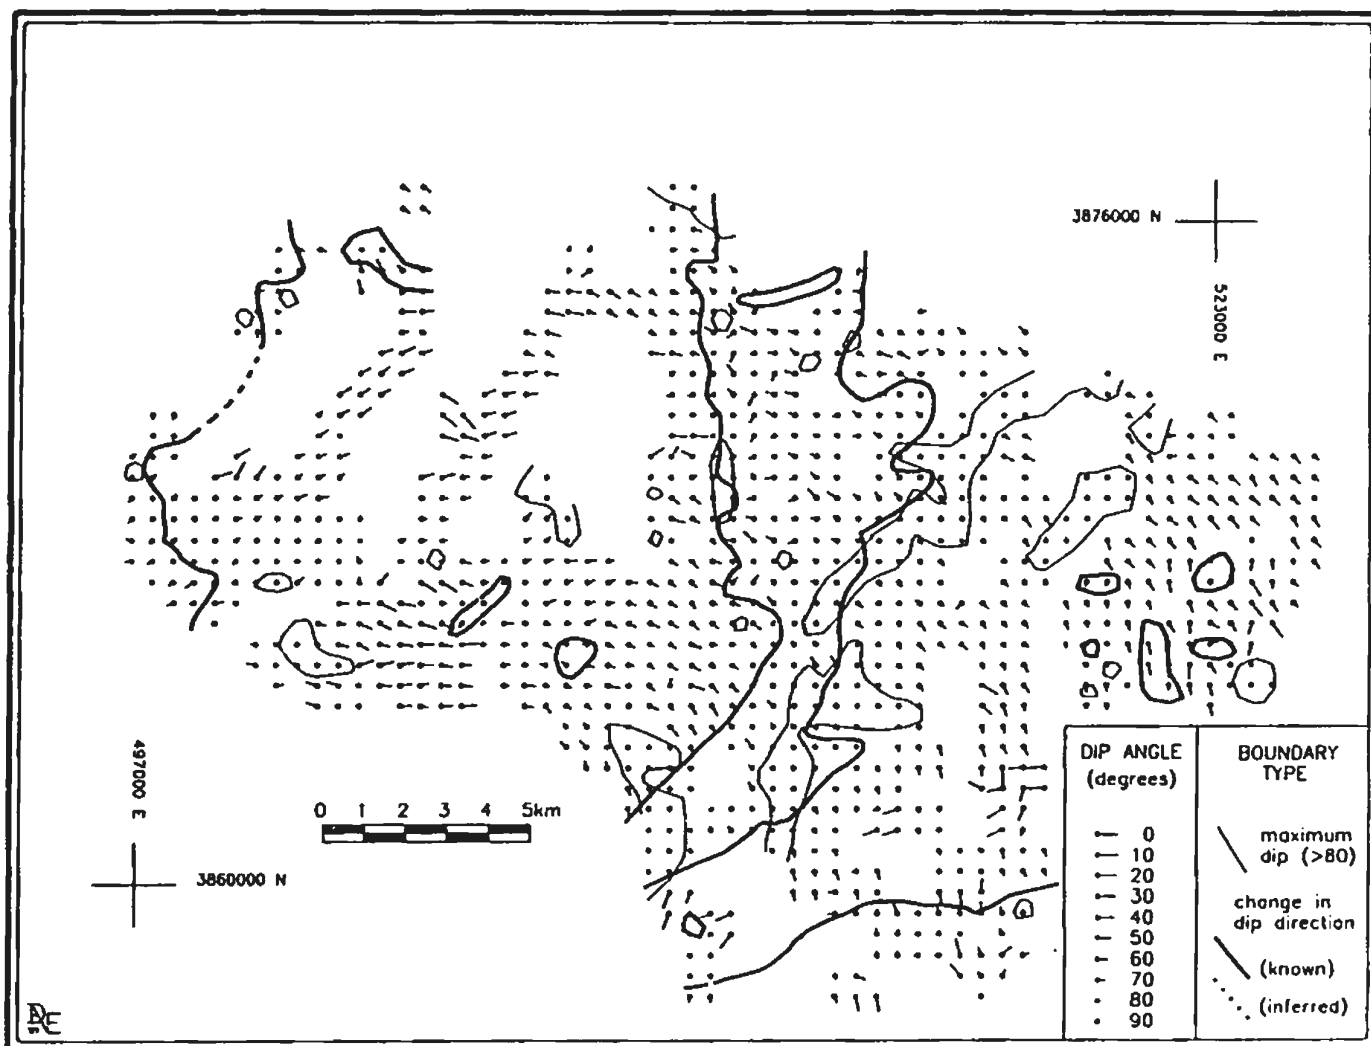 3876000 N
523000 E
497000 E
3860000 N
0 1 2 3 4 5km
DIP ANGLE
(degrees)
0
10
20
30
40
50
60
70
80
90
BOUNDARY
TYPE
maximum
dip (>80)
change in
dip direction
(known)
(inferred)